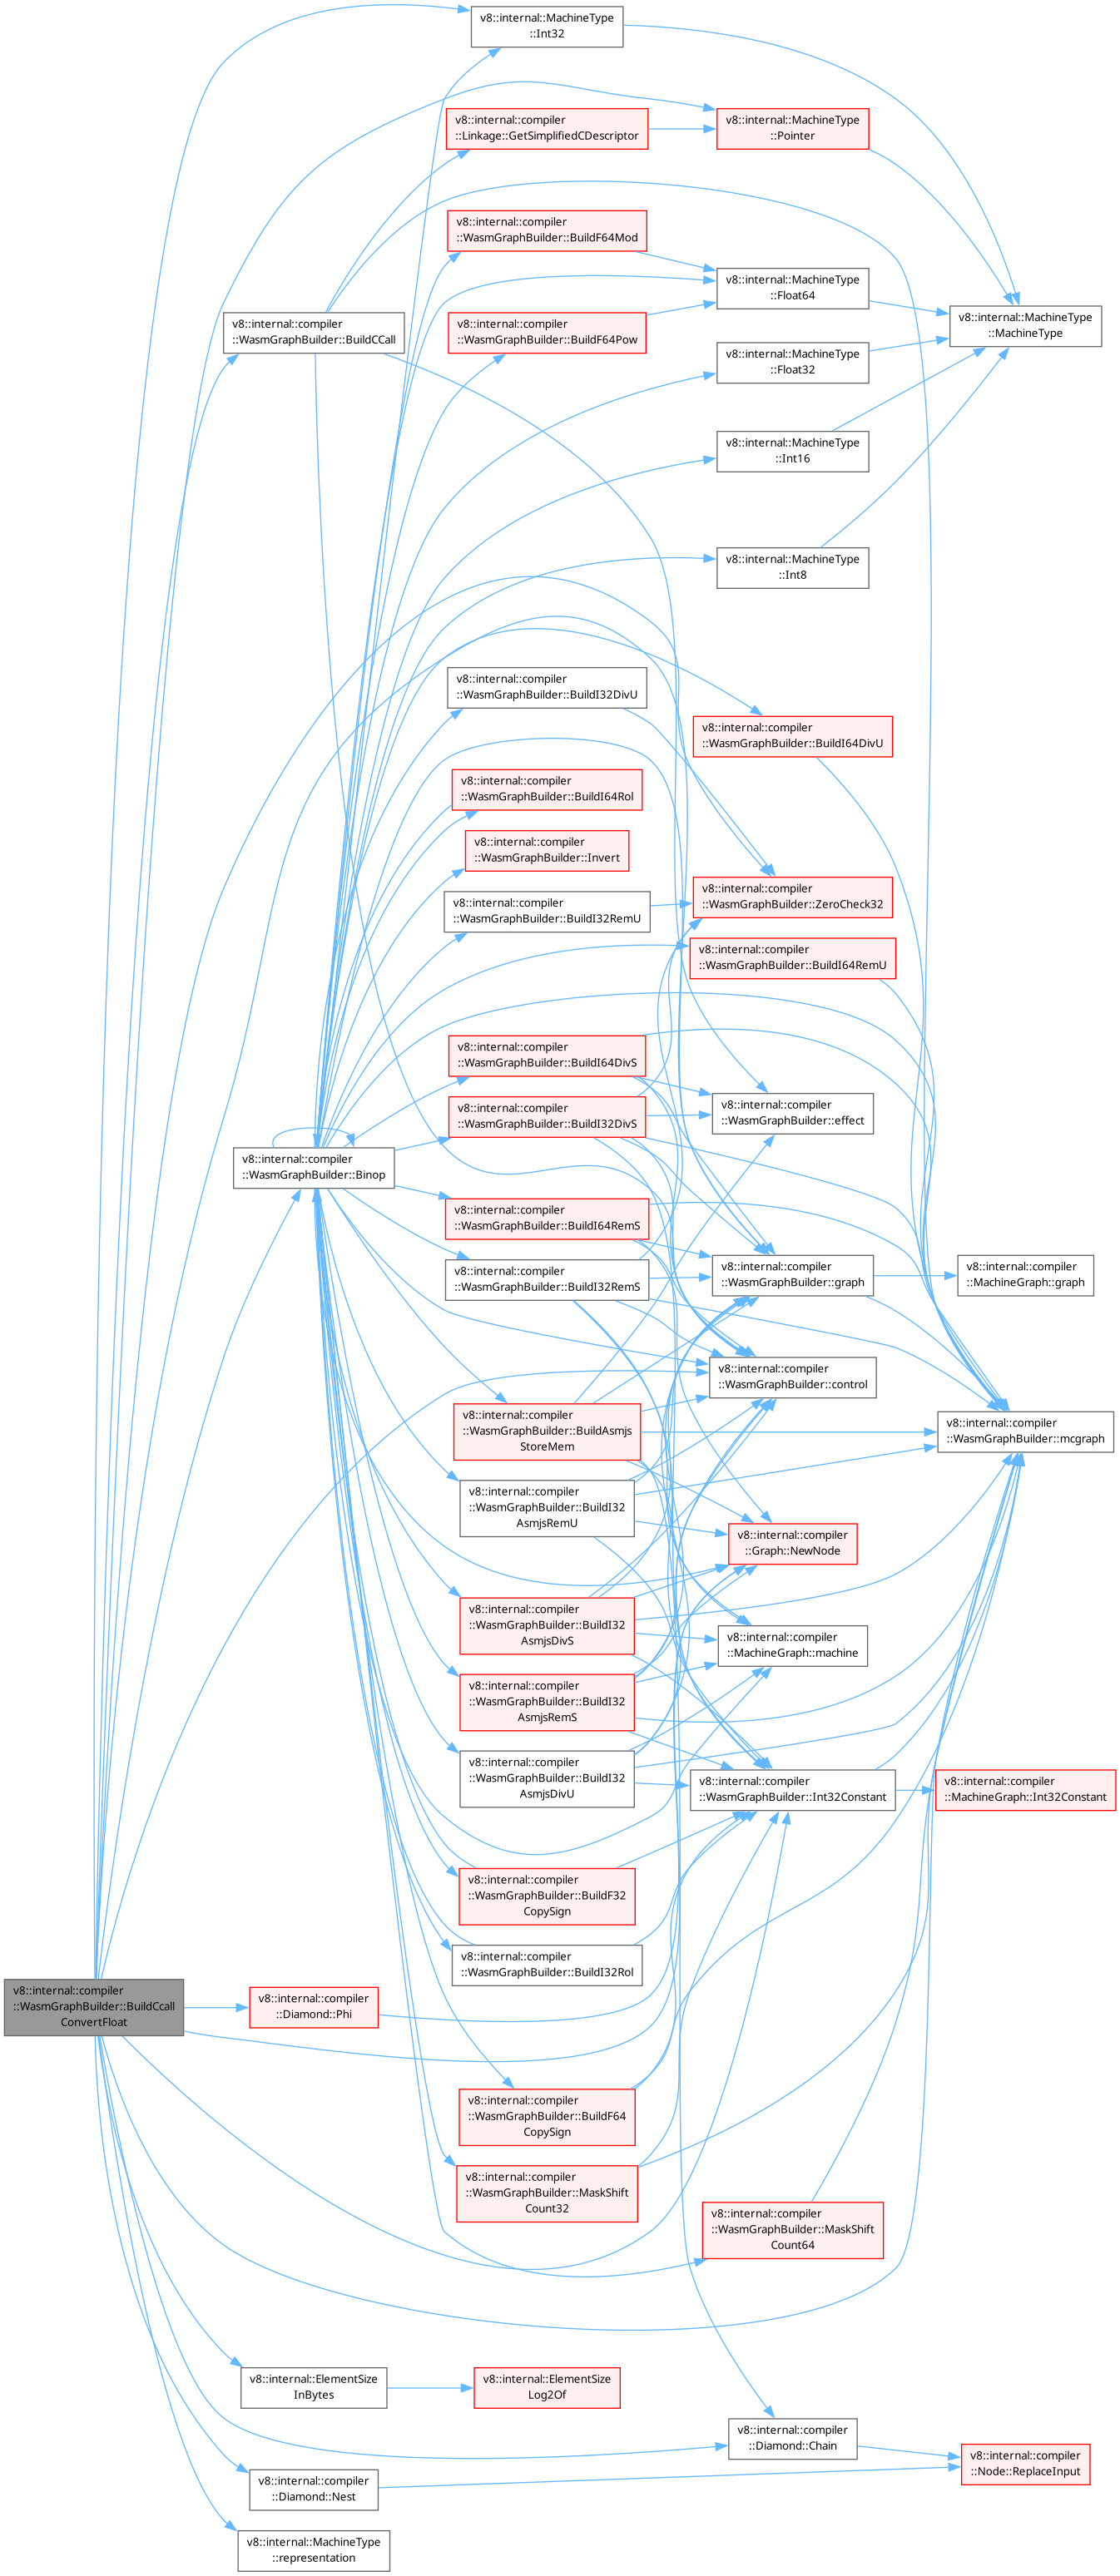 v8::internal::MachineType
::Int32
v8::internal::compiler
::Linkage::GetSimplifiedCDescriptor
v8::internal::MachineType
::Pointer
v8::internal::compiler
::WasmGraphBuilder::BuildF64Mod
v8::internal::MachineType
::Float64
v8::internal::compiler
::WasmGraphBuilder::BuildCCall
v8::internal::compiler
::WasmGraphBuilder::BuildF64Pow
v8::internal::MachineType
::MachineType
v8::internal::MachineType
::Float32
v8::internal::MachineType
::Int16
v8::internal::MachineType
::Int8
v8::internal::compiler
::WasmGraphBuilder::BuildI32DivU
v8::internal::compiler
::WasmGraphBuilder::BuildI64DivU
v8::internal::compiler
::WasmGraphBuilder::BuildI64Rol
v8::internal::compiler
::WasmGraphBuilder::Invert
v8::internal::compiler
::WasmGraphBuilder::ZeroCheck32
v8::internal::compiler
::WasmGraphBuilder::BuildI32RemU
v8::internal::compiler
::WasmGraphBuilder::BuildI64RemU
v8::internal::compiler
::WasmGraphBuilder::BuildI64DivS
v8::internal::compiler
::WasmGraphBuilder::BuildI32DivS
v8::internal::compiler
::WasmGraphBuilder::effect
v8::internal::compiler
::WasmGraphBuilder::Binop
v8::internal::compiler
::WasmGraphBuilder::BuildI64RemS
v8::internal::compiler
::WasmGraphBuilder::BuildI32RemS
v8::internal::compiler
::WasmGraphBuilder::graph
v8::internal::compiler
::MachineGraph::graph
v8::internal::compiler
::WasmGraphBuilder::control
v8::internal::compiler
::WasmGraphBuilder::BuildAsmjs
StoreMem
v8::internal::compiler
::WasmGraphBuilder::mcgraph
v8::internal::compiler
::WasmGraphBuilder::BuildI32
AsmjsRemU
v8::internal::compiler
::Graph::NewNode
v8::internal::compiler
::WasmGraphBuilder::BuildI32
AsmjsDivS
v8::internal::compiler
::MachineGraph::machine
v8::internal::compiler
::WasmGraphBuilder::BuildI32
AsmjsRemS
v8::internal::compiler
::WasmGraphBuilder::BuildI32
AsmjsDivU
v8::internal::compiler
::WasmGraphBuilder::Int32Constant
v8::internal::compiler
::MachineGraph::Int32Constant
v8::internal::compiler
::WasmGraphBuilder::BuildF32
CopySign
v8::internal::compiler
::WasmGraphBuilder::BuildI32Rol
v8::internal::compiler
::WasmGraphBuilder::BuildCcall
ConvertFloat
v8::internal::compiler
::Diamond::Phi
v8::internal::compiler
::WasmGraphBuilder::BuildF64
CopySign
v8::internal::compiler
::WasmGraphBuilder::MaskShift
Count32
v8::internal::compiler
::WasmGraphBuilder::MaskShift
Count64
v8::internal::ElementSize
InBytes
v8::internal::ElementSize
Log2Of
v8::internal::compiler
::Diamond::Chain
v8::internal::compiler
::Node::ReplaceInput
v8::internal::compiler
::Diamond::Nest
v8::internal::MachineType
::representation